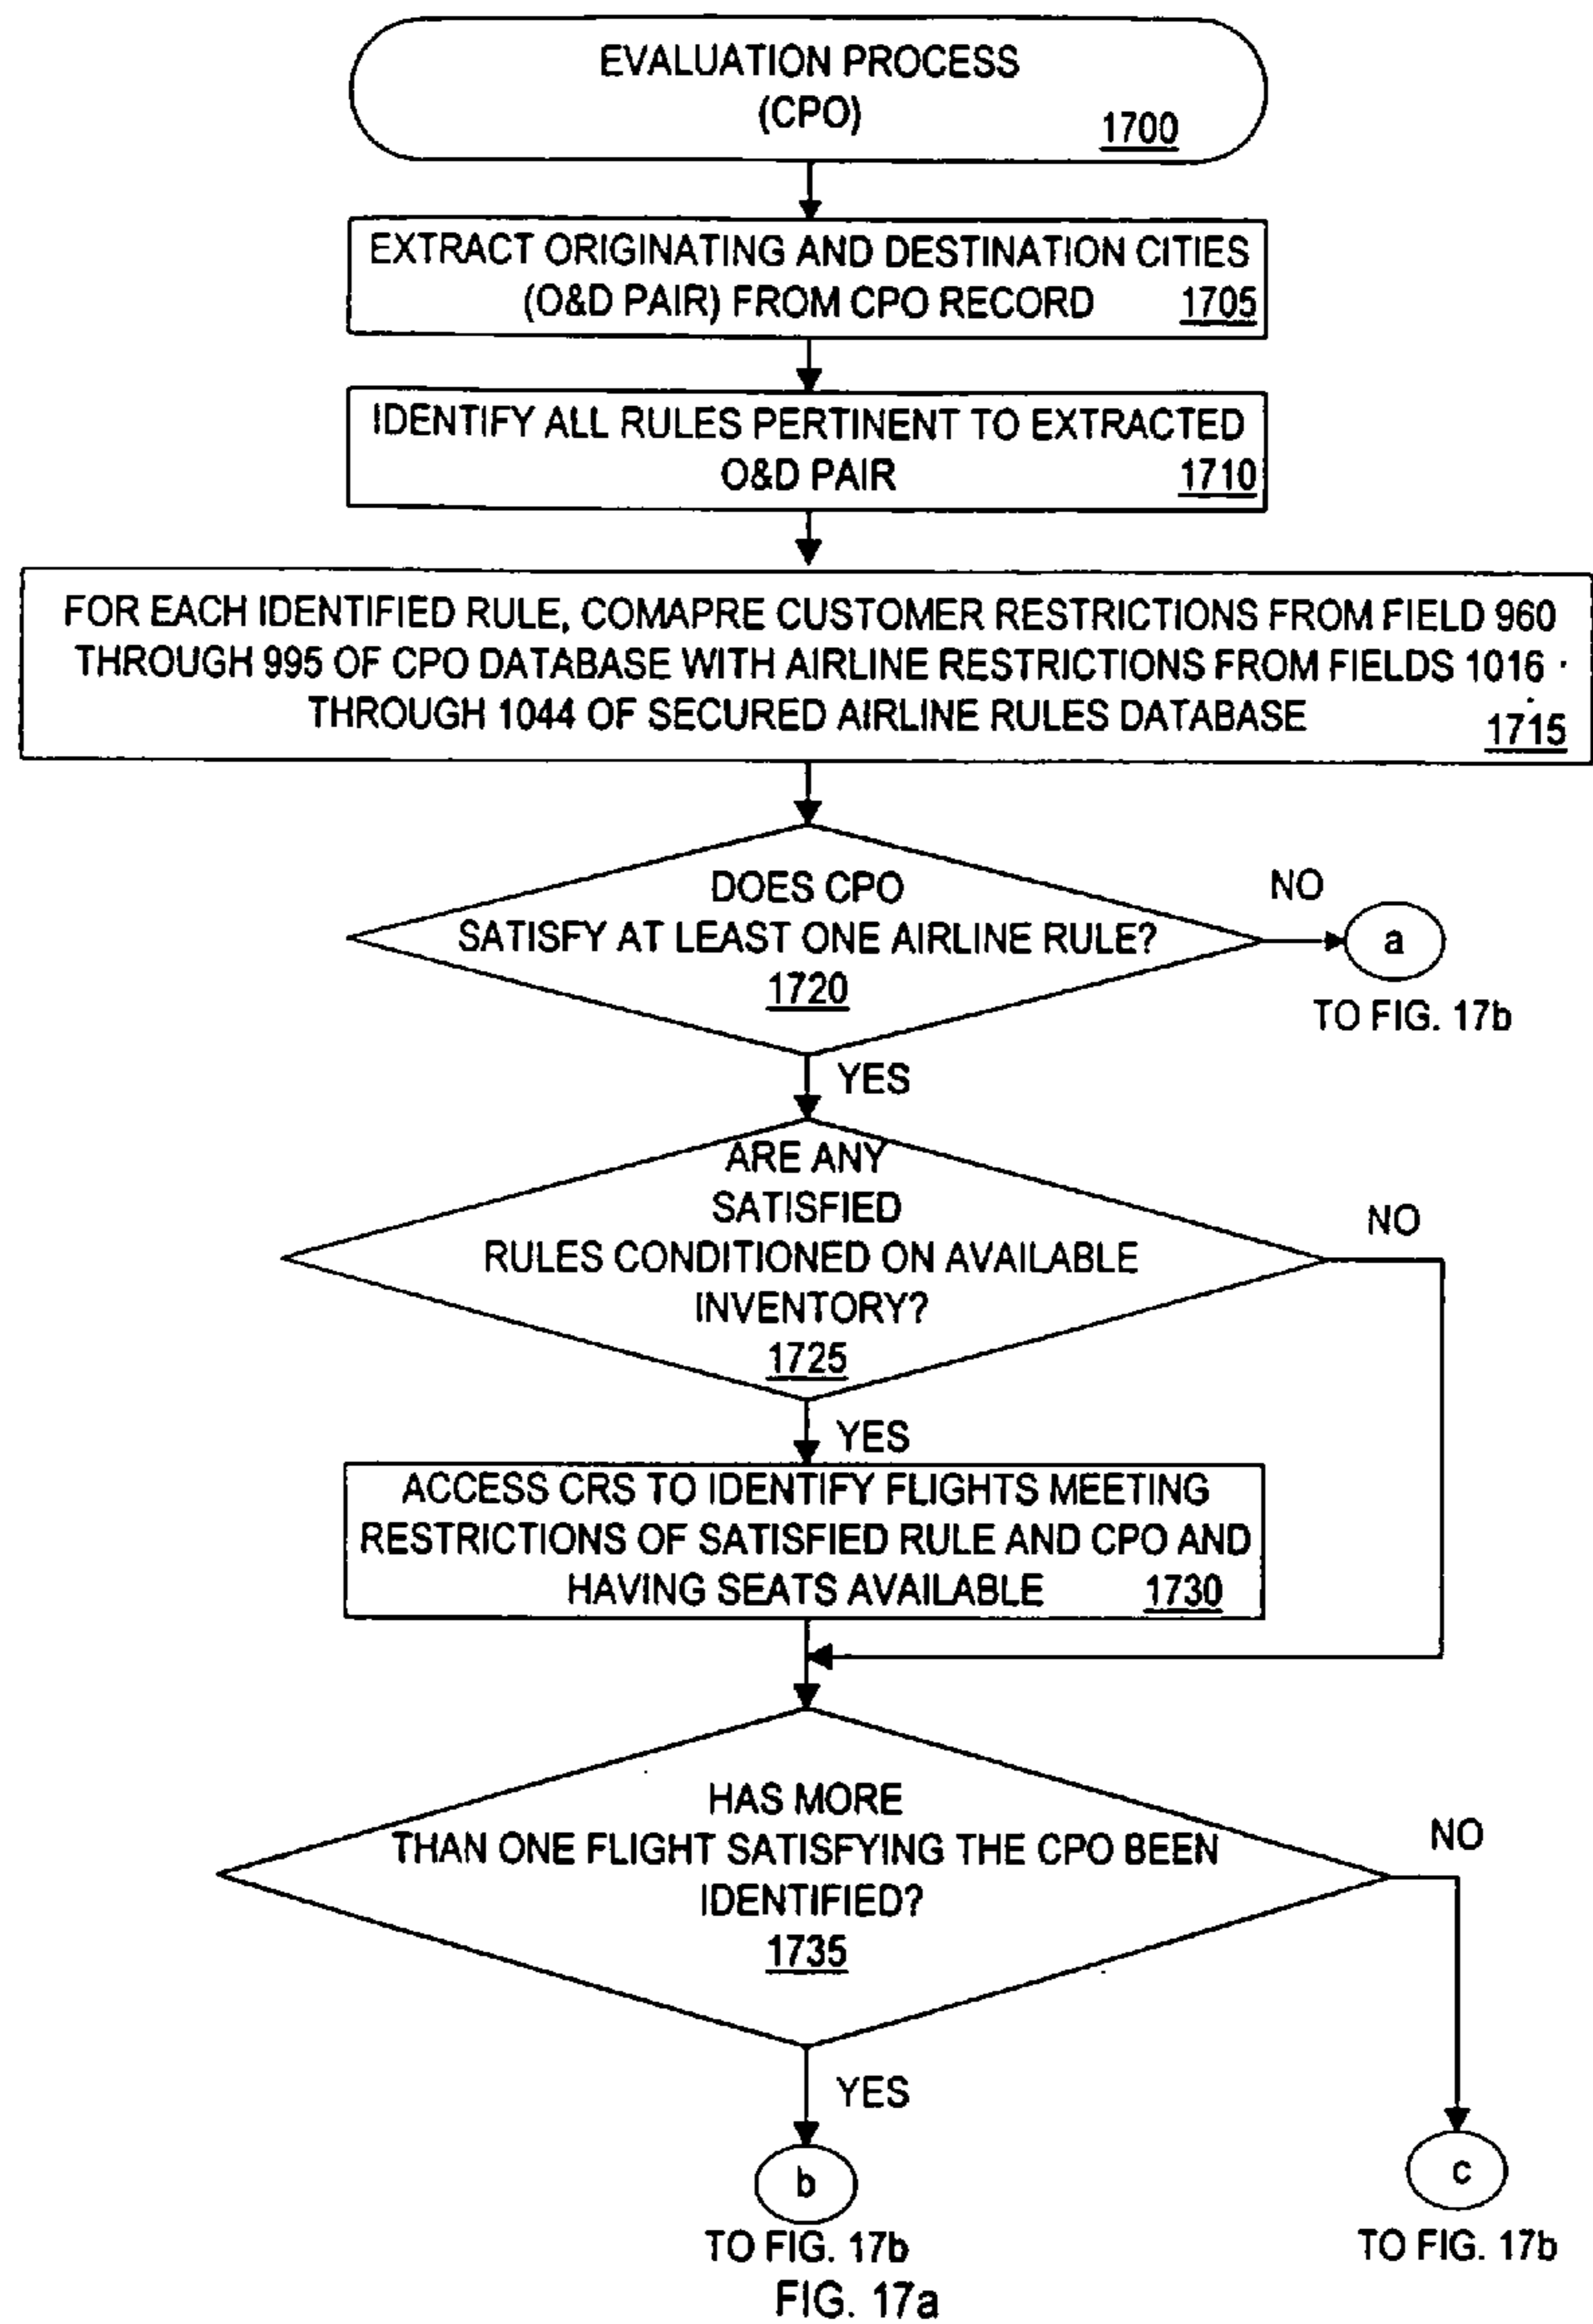 EVALUATION PROCESS
(CPO)
1700
EXTRACT ORIGINATING AND DESTINATION CITIES
(O&D PAIR) FROM CPO RECORD 1705
IDENTIFY ALL RULES PERTINENT TO EXTRACTED
O&D PAIR 1710
FOR EACH IDENTIFIED RULE, COMAPRE CUSTOMER RESTRICTIONS FROM FIELD 960
THROUGH 995 OF CPO DATABASE WITH AIRLINE RESTRICTIONS FROM FIELDS 1016
THROUGH 1044 OF SECURED AIRLINE RULES DATABASE 1715
DOES CPO
SATISFY AT LEAST ONE AIRLINE RULE?
1720
NO
a
TO FIG. 17b
YES
ARE ANY
SATISFIED
RULES CONDITIONED ON AVAILABLE
INVENTORY?
1725
NO
YES
ACCESS CRS TO IDENTIFY FLIGHTS MEETING
RESTRICTIONS OF SATISFIED RULE AND CPO AND
HAVING SEATS AVAILABLE 1730
HAS MORE
THAN ONE FLIGHT SATISFYING THE CPO BEEN
IDENTIFIED?
1735
NO
YES
b
TO FIG. 17b
c
TO FIG. 17b
FIG. 17a